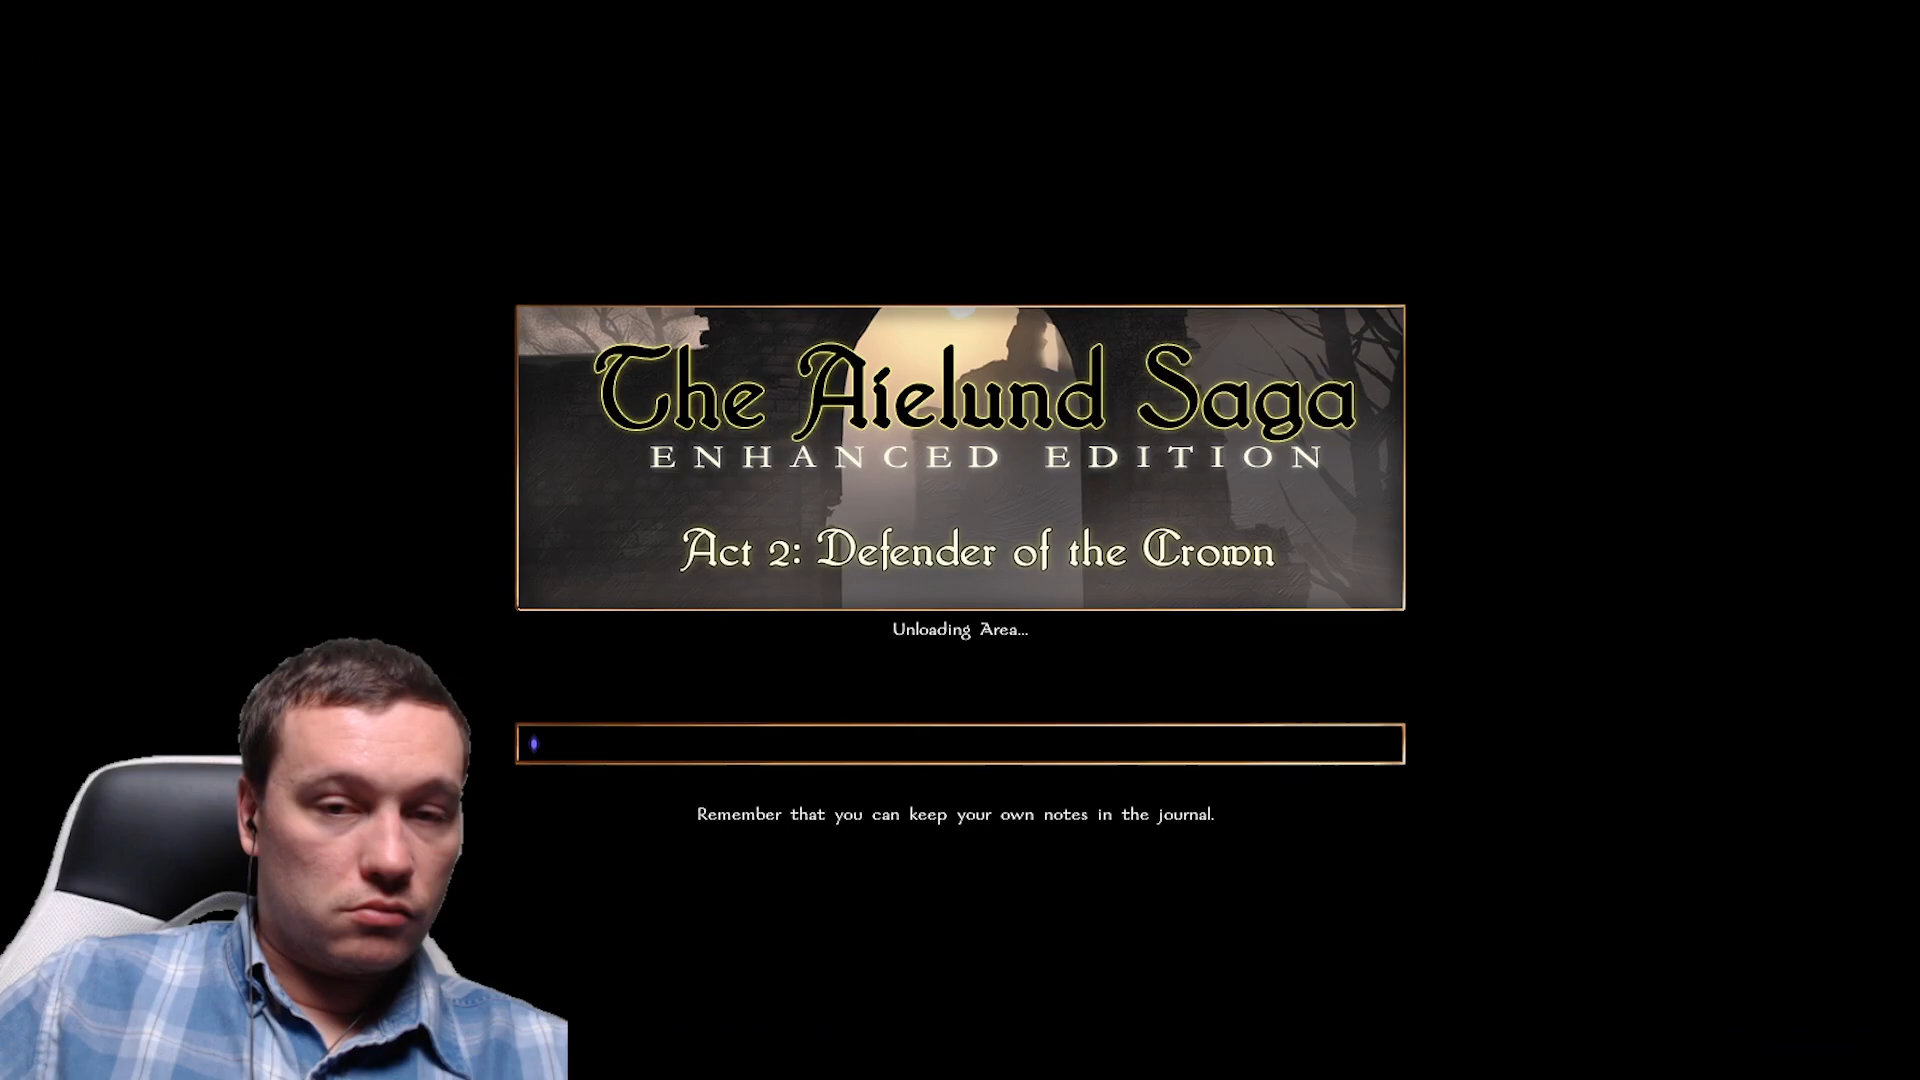 The Aielund Saga
ENHANCED EDITION
Act 2: Defender of the Crown
Unloading Area...
Remember that you can keep your own notes in the journal.